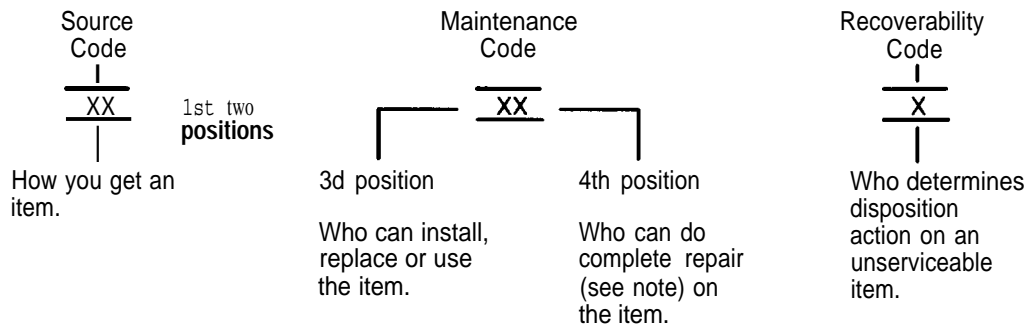 Source
Code
XX
1st two
positions
How you get an
item.
Maintenance
Code
XX
3d position
Who can install,
replace or use
the item.
4th position
Who can do
complete repair
(see note) on
the item.
Recoverability
Code
X
Who determines
disposition
action on an
unserviceable
item.